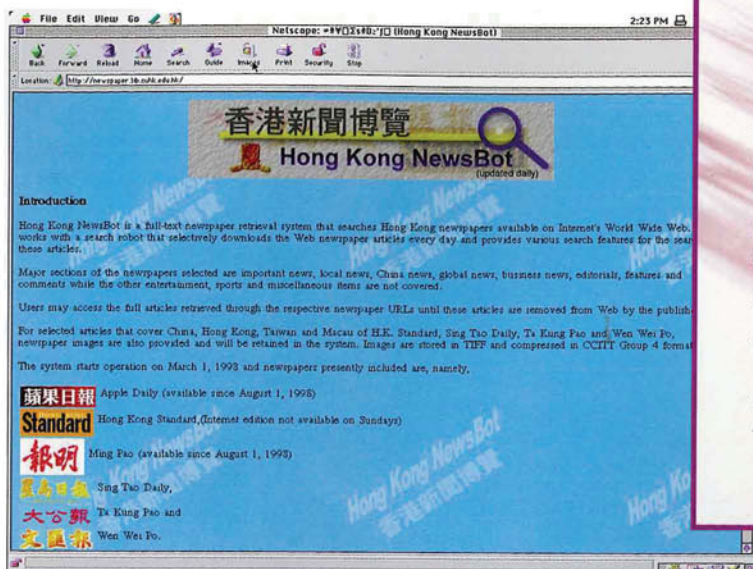 File Edit View Go
2:23 PM
(Hong Kong NewsBot)
Back Forward Reload Home Search Guide Images Print Security Stop
Location: http://newspaper.lib.cuhk.edu.hk/
香港新聞博覽
Hong Kong NewsBot
(updated daily)
Introduction
Hong Kong NewsBot is a full-text newspaper retrieval system that searches Hong Kong newspapers available on Internet's World Wide Web.
works with a search robot that selectively downloads the Web newspaper articles every day and provides various search features for the sear
these articles.
Major sections of the newspapers selected are important news, local news, China news, global news, business news, editorials, features and
comments while the other entertainment, sports and miscellaneous items are not covered.
Users may access the full articles retrieved through the respective newspaper URLs until these articles are removed from Web by the publish
For selected articles that cover China, Hong Kong, Taiwan and Macau of H.K. Standard, Sing Tao Daily, Ta Kung Pao and Wen Wei Po,
newspaper images are also provided and will be retained in the system. Images are stored in TIFF and compressed in CCITT Group 4 format
The system starts operation on March 1, 1998 and newspapers presently included are, namely,
蘋果日報 Apple Daily (available since August 1, 1998)
Standard Hong Kong Standard,(Internet edition not available on Sundays)
報明 Ming Pao (available since August 1, 1998)
星島日報 Sing Tao Daily,
大公報 Ta Kung Pao and
文匯報 Wen Wei Po.
Hong Kong NewsBot
香港新聞博覽